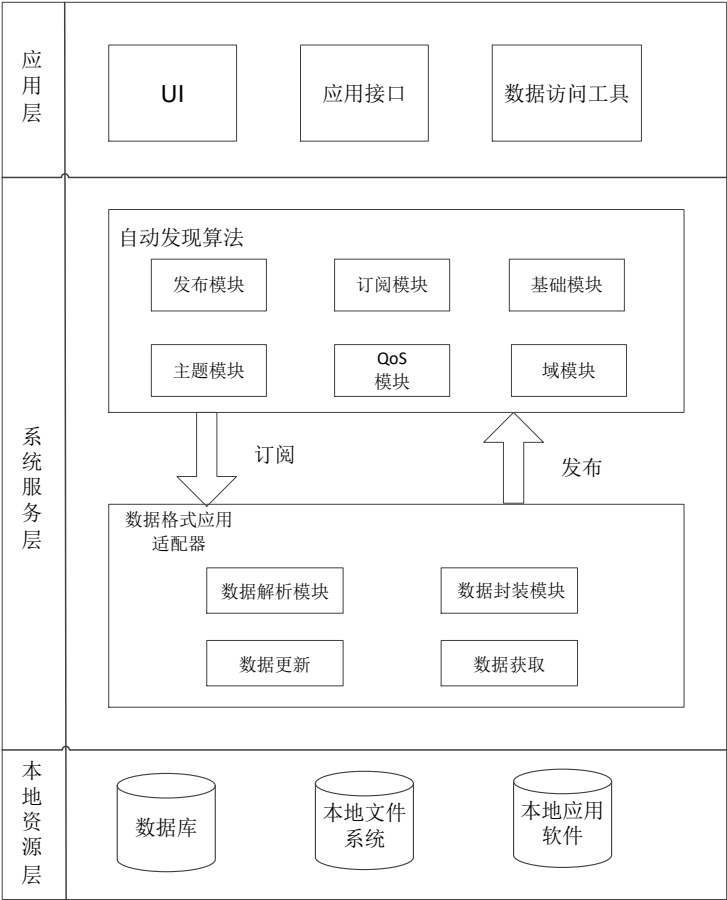 应用层
UI
应用接口
数据访问工具
系统服务层
自动发现算法
发布模块
订阅模块
基础模块
主题模块
QoS
模块
域模块
订阅
发布
数据格式应用
适配器
数据解析模块
数据封装模块
数据更新
数据获取
本地资源层
数据库
本地文件
系统
本地应用
软件